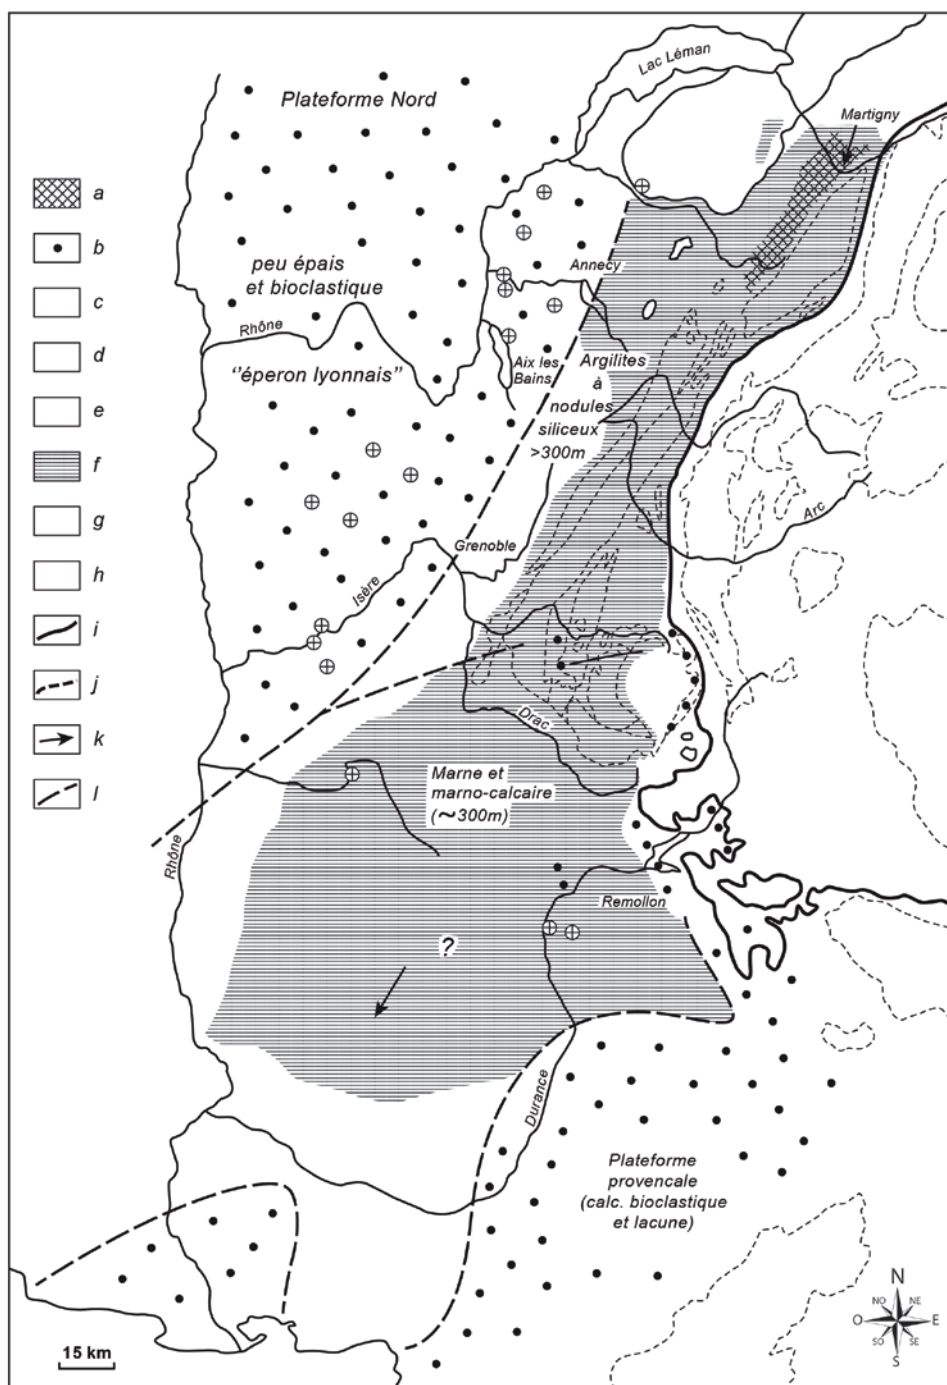 Lac Léman
Martigny
Plateforme Nord
a
b
c
d
e
f
g
h
i
j
k
l
peu épais
et bioclastique
Annecy
Rhône
"éperon lyonnais"
Aix les
Bains
Argilites
à
nodules
siliceux
>300m
Arc
Grenoble
Isère
Drac
Marne et
marno-calcaire
(~300m)
Rhône
Remollon
?
Durance
Plateforme
provencale
(calc. bioclastique
et lacune)
N
NO
NE
O
E
SO
SE
S
15 km